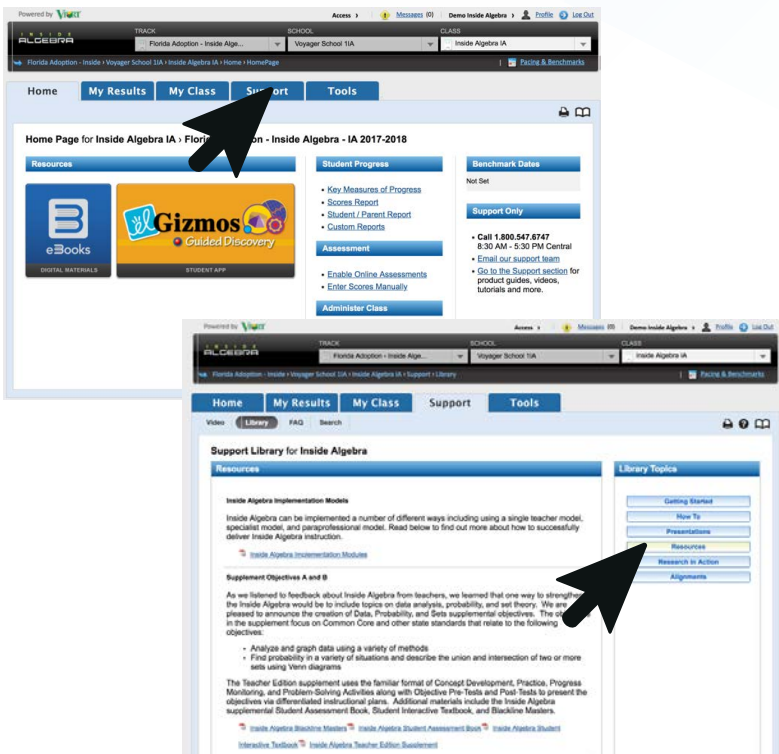 Powered by VPORT
Access › Messages (0) Demo Inside Algebra › Profile Log Out
INSIDE ALGEBRA
TRACK SCHOOL CLASS
Florida Adoption - Inside Alge... Voyager School 1IA Inside Algebra IA
Florida Adoption - Inside › Voyager School 1IA › Inside Algebra IA › Home › HomePage | Pacing & Benchmarks
Home My Results My Class Support Tools
Home Page for Inside Algebra IA › on - Inside Algebra - IA 2017-2018
Resources
eBooks
DIGITAL MATERIALS
Gizmos
Guided Discovery
STUDENT APP
Student Progress
• Key Measures of Progress
• Scores Report
• Student / Parent Report
• Custom Reports
Assessment
• Enable Online Assessments
• Enter Scores Manually
Administer Class
Benchmark Dates
Not Set
Support Only
• Call 1.800.547.6747
8:30 AM - 5:30 PM Central
• Email our support team
• Go to the Support section for
product guides, videos,
tutorials and more.
Powered by VPORT
Access › Messages (0) Demo Inside Algebra › Profile Log Out
INSIDE ALGEBRA
TRACK SCHOOL CLASS
Florida Adoption - Inside Alge... Voyager School 1IA Inside Algebra IA
Florida Adoption - Inside › Voyager School 1IA › Inside Algebra IA › Support › Library | Pacing & Benchmarks
Home My Results My Class Support Tools
Video Library FAQ Search
Support Library for Inside Algebra
Resources
Inside Algebra Implementation Models
Inside Algebra can be implemented a number of different ways including using a single teacher model,
specialist model, and paraprofessional model. Read below to find out more about how to successfully
deliver Inside Algebra instruction.
Inside Algebra Implementation Modules
Supplement Objectives A and B
As we listened to feedback about Inside Algebra from teachers, we learned that one way to strengthen
the Inside Algebra would be to include topics on data analysis, probability, and set theory. We are
pleased to announce the creation of Data, Probability, and Sets supplemental objectives. The
in the supplement focus on Common Core and other state standards that relate to the following
objectives:
• Analyze and graph data using a variety of methods
• Find probability in a variety of situations and describe the union and intersection of two or more
sets using Venn diagrams
The Teacher Edition supplement uses the familiar format of Concept Development, Practice, Progress
Monitoring, and Problem-Solving Activities along with Objective Pre-Tests and Post-Tests to present the
objectives via differentiated instructional plans. Additional materials include the Inside Algebra
supplemental Student Assessment Book, Student Interactive Textbook, and Blackline Masters.
Inside Algebra Blackline Masters Inside Algebra Student Assessment Book Inside Algebra Student
Interactive Textbook Inside Algebra Teacher Edition Supplement
Library Topics
Getting Started
How To
Presentations
Resources
Research in Action
Alignments